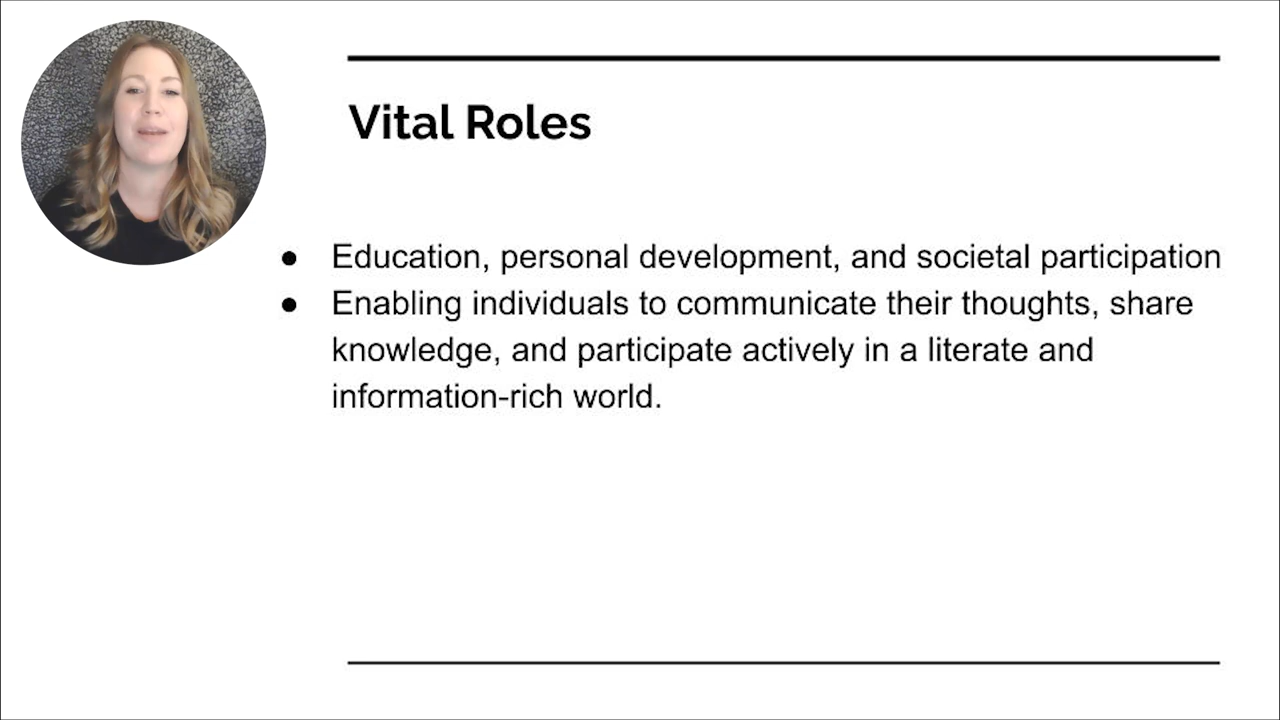 Vital Roles
● Education, personal development, and societal participation
● Enabling individuals to communicate their thoughts, share
knowledge, and participate actively in a literate and
information-rich world.